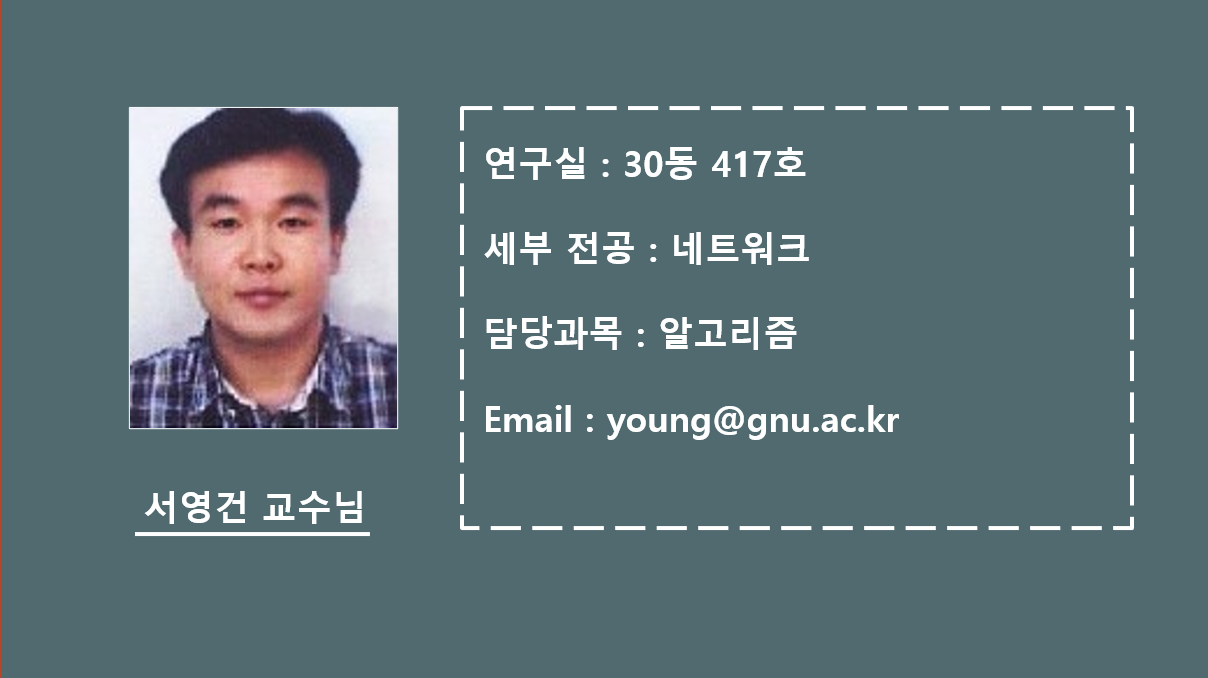 연구실 : 30동 417호
세부 전공 : 네트워크
담당과목 : 알고리즘
Email : young@gnu.ac.kr
서영건 교수님